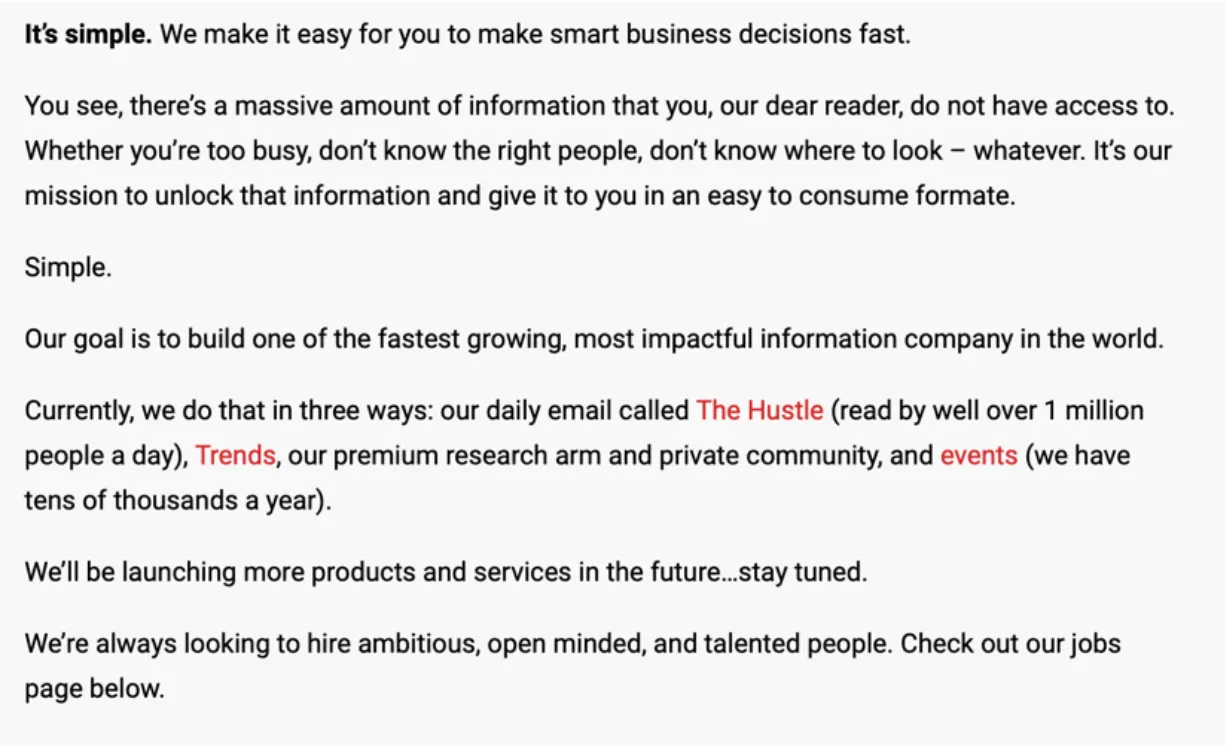 It's simple. We make it easy for you to make smart business decisions fast.
You see, there's a massive amount of information that you, our dear reader, do not have access to.
Whether you're too busy, don't know the right people, don't know where to look – whatever. It's our
mission to unlock that information and give it to you in an easy to consume formate.
Simple.
Our goal is to build one of the fastest growing, most impactful information company in the world.
Currently, we do that in three ways: our daily email called The Hustle (read by well over 1 million
people a day), Trends, our premium research arm and private community, and events (we have
tens of thousands a year).
We'll be launching more products and services in the future…stay tuned.
We're always looking to hire ambitious, open minded, and talented people. Check out our jobs
page below.